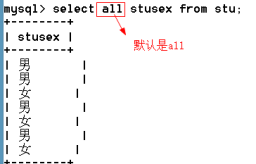 mysql> select all stusex from stu;
+--------+
| stusex |
+--------+
| 男 |
| 男 |
| 女 |
| 男 |
| 女 |
| 男 |
| 女 |
+--------+
默认是all